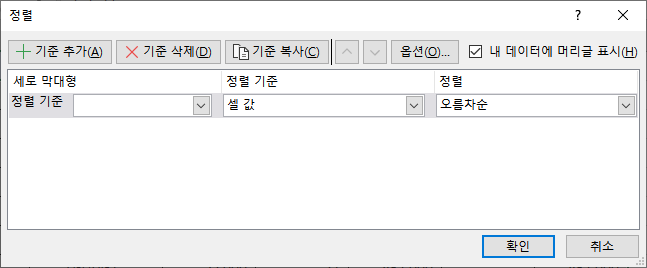 정렬
?
기준 추가(A) 기준 삭제(D) 기준 복사(C) 옵션(O)... 내 데이터에 머리글 표시(H)
세로 막대형 정렬 기준 정렬
정렬 기준 셀 값 오름차순
확인 취소